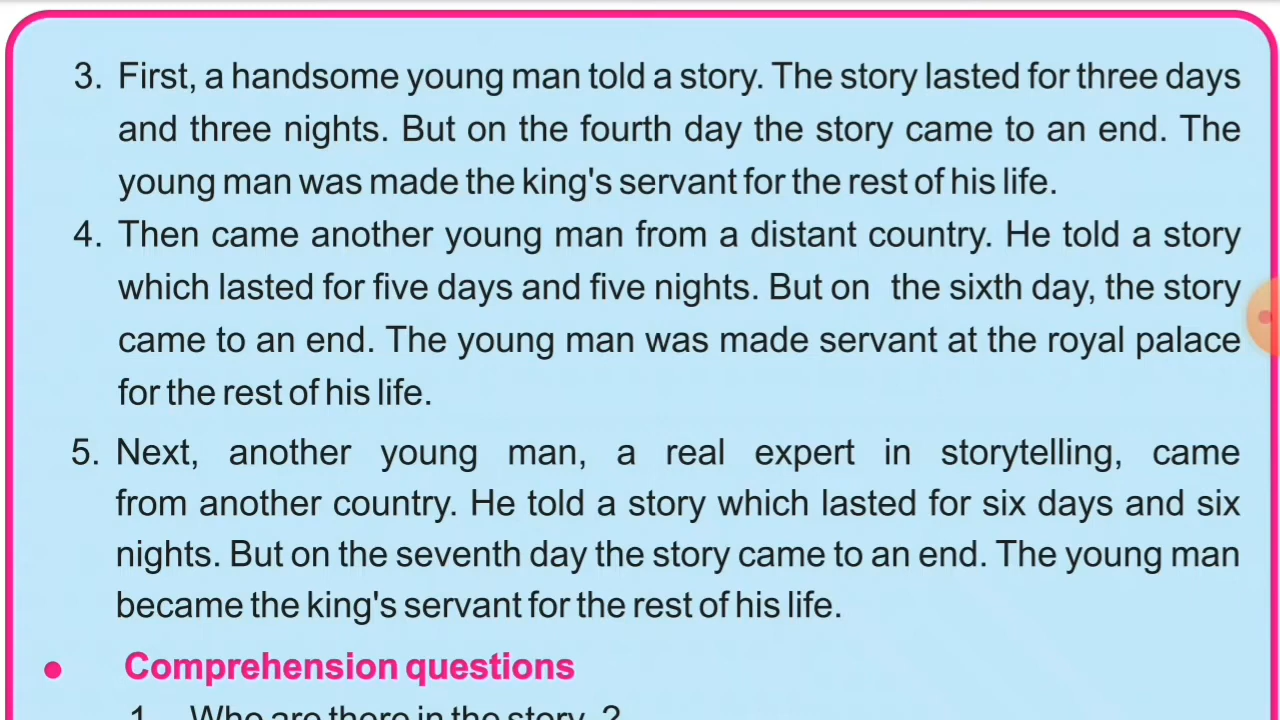 3. First, a handsome young man told a story. The story lasted for three days
and three nights. But on the fourth day the story came to an end. The
young man was made the king's servant for the rest of his life.
4. Then came another young man from a distant country. He told a story
which lasted for five days and five nights. But on the sixth day, the story
came to an end. The young man was made servant at the royal palace
for the rest of his life.
5. Next, another young man, a real expert in storytelling, came
from another country. He told a story which lasted for six days and six
nights. But on the seventh day the story came to an end. The young man
became the king's servant for the rest of his life.
• Comprehension questions
1. Who are there in the story ?